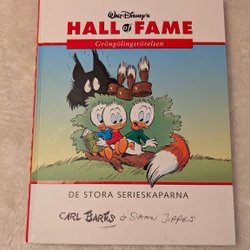 Walt Disney's
HALL of FAME
Gröngölingsrörelsen
DE STORA SERIESKAPARNA
CARL BARKS & DAAN JIPPES